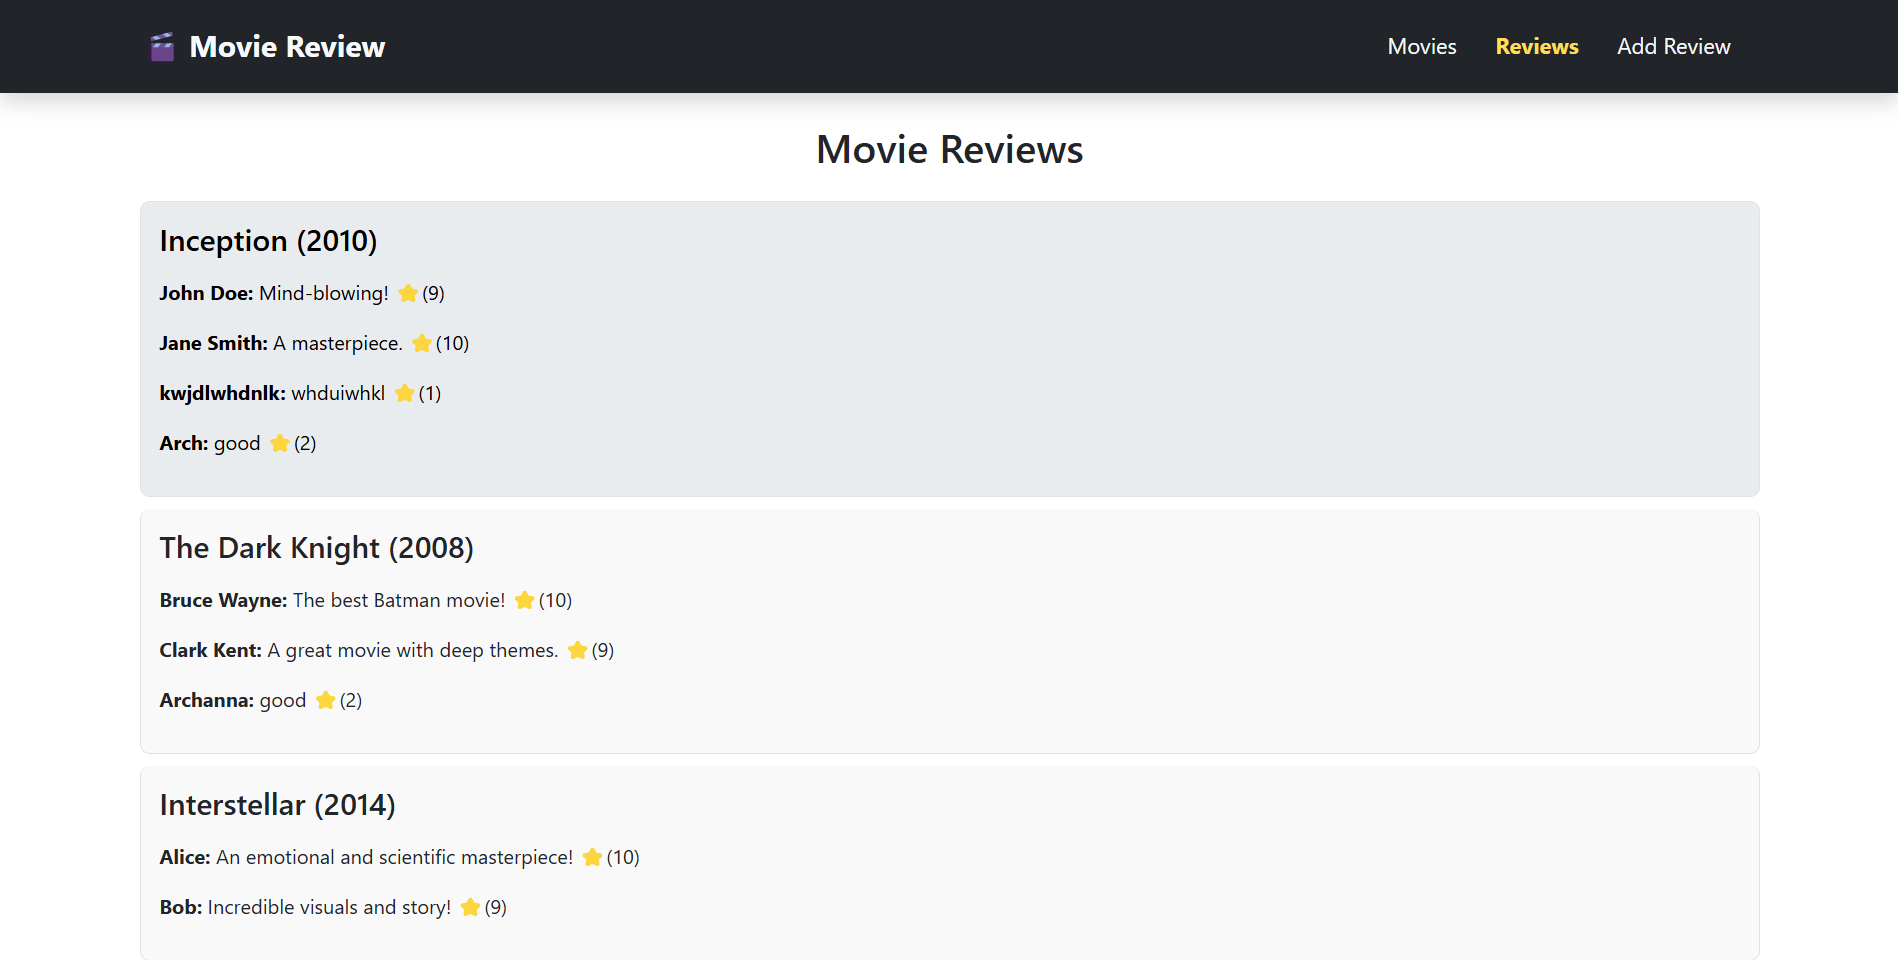 Movie Review
Movies Reviews Add Review
Movie Reviews
Inception (2010)
John Doe: Mind-blowing! ⭐(9)
Jane Smith: A masterpiece. ⭐(10)
kwjdlwhdnlk: whduiwhkl ⭐(1)
Arch: good ⭐(2)
The Dark Knight (2008)
Bruce Wayne: The best Batman movie! ⭐(10)
Clark Kent: A great movie with deep themes. ⭐(9)
Archanna: good ⭐(2)
Interstellar (2014)
Alice: An emotional and scientific masterpiece! ⭐(10)
Bob: Incredible visuals and story! ⭐(9)